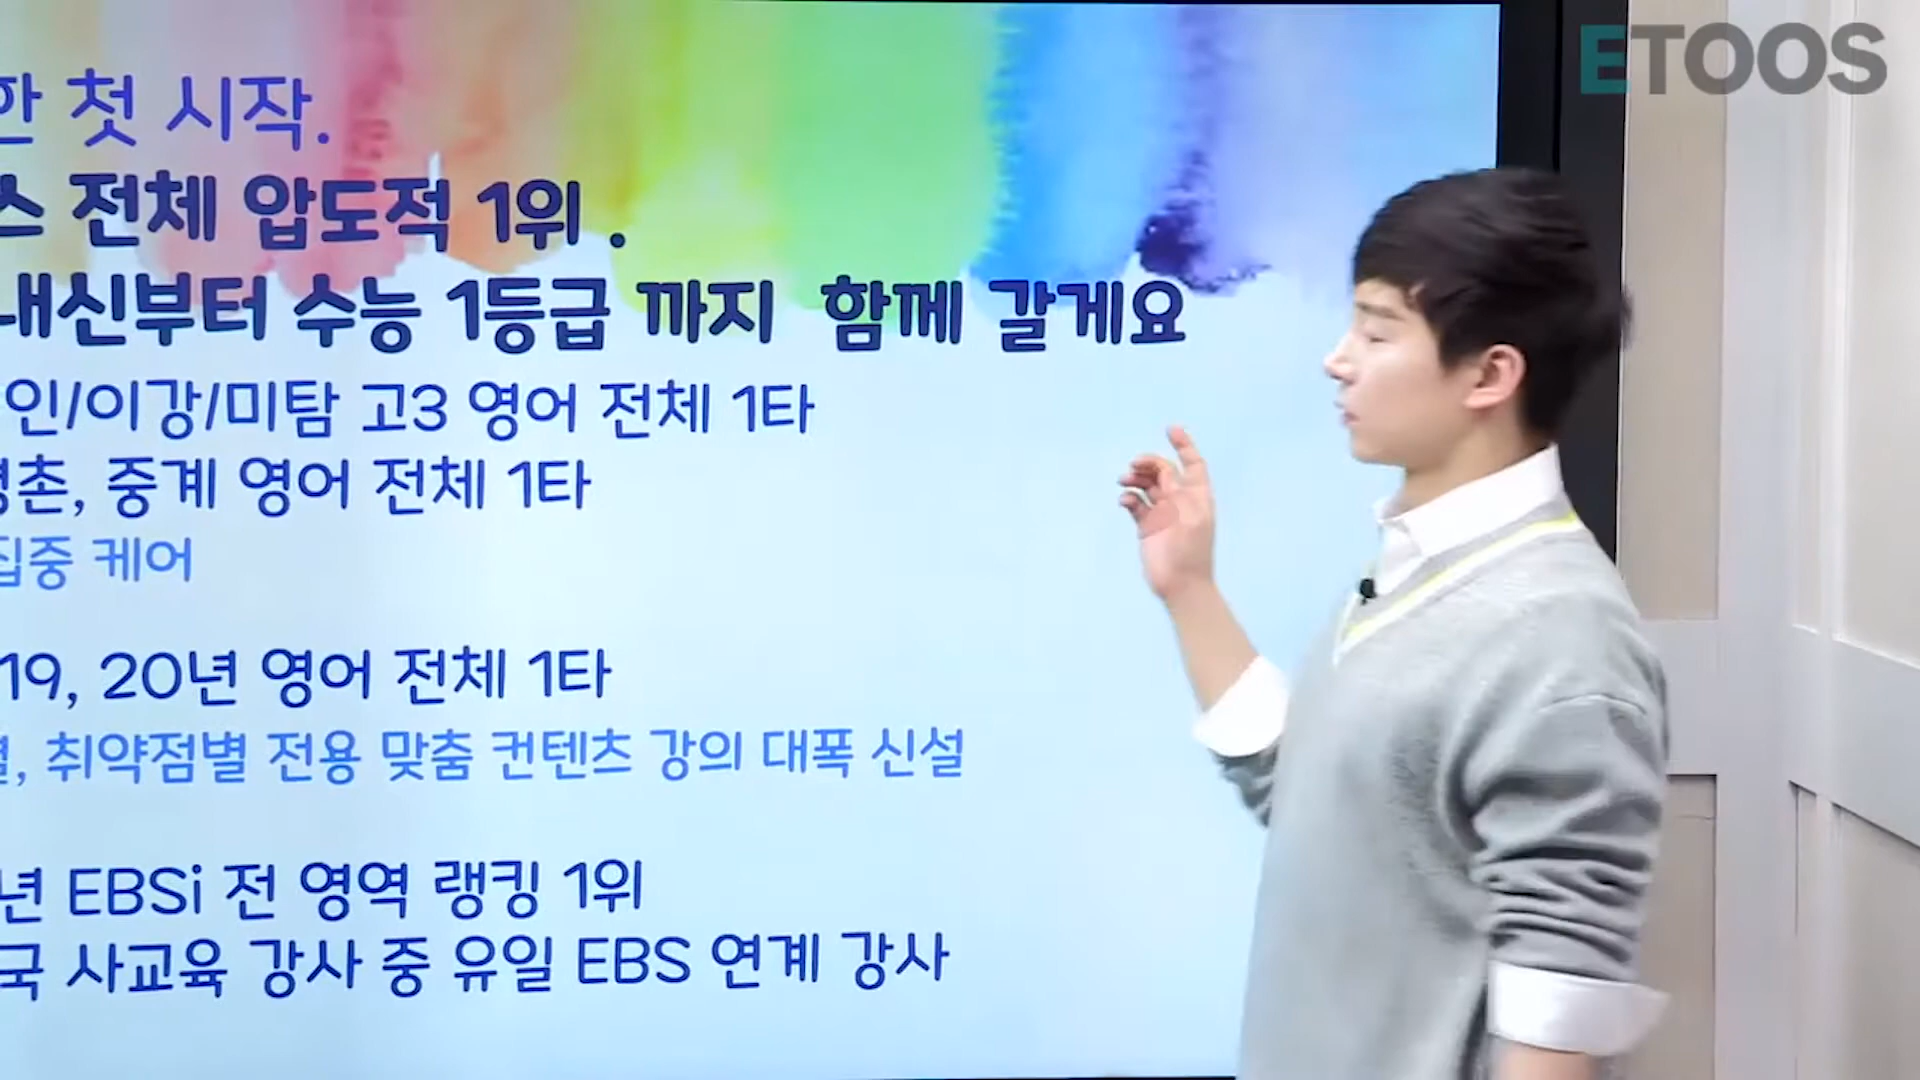 ETOOS
한 첫 시작.
스 전체 압도적 1위 .
내신부터 수능 1등급 까지 함께 갈게요
인/이강/미탐 고3 영어 전체 1타
평촌, 중계 영어 전체 1타
집중 케어
19, 20년 영어 전체 1타
별, 취약점별 전용 맞춤 컨텐츠 강의 대폭 신설
년 EBSi 전 영역 랭킹 1위
국 사교육 강사 중 유일 EBS 연계 강사